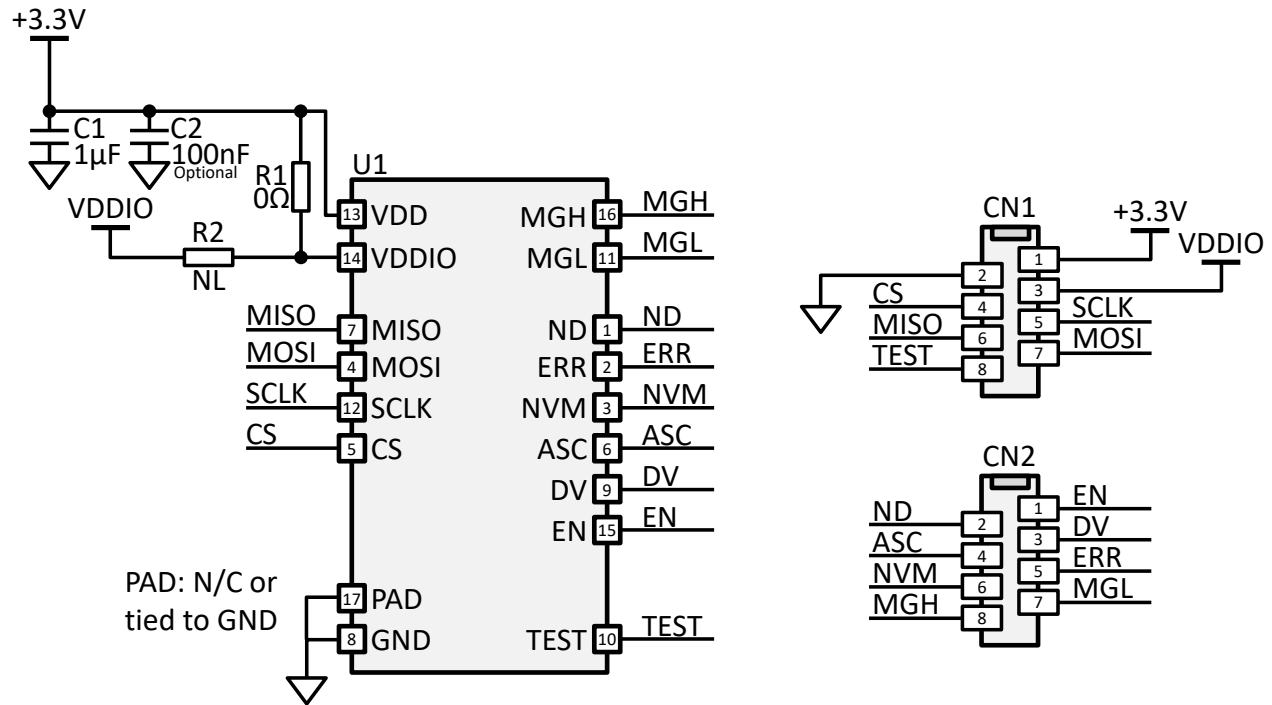 +3.3V
C1
1µF
C2
100nF
Optional
R1
0Ω
VDDIO
R2
NL
U1
13 VDD
14 VDDIO
MISO 7 MISO
MOSI 4 MOSI
SCLK 12 SCLK
CS 5 CS
PAD: N/C or
tied to GND
17 PAD
8 GND
MGH 16 MGH
MGL 11 MGL
ND 1 ND
ERR 2 ERR
NVM 3 NVM
ASC 6 ASC
DV 9 DV
EN 15 EN
TEST 10 TEST
CN1
+3.3V
VDDIO
1
2
3
CS 4
5 SCLK
MISO 6
7 MOSI
TEST 8
CN2
1 EN
ND 2
3 DV
ASC 4
5 ERR
NVM 6
7 MGL
MGH 8